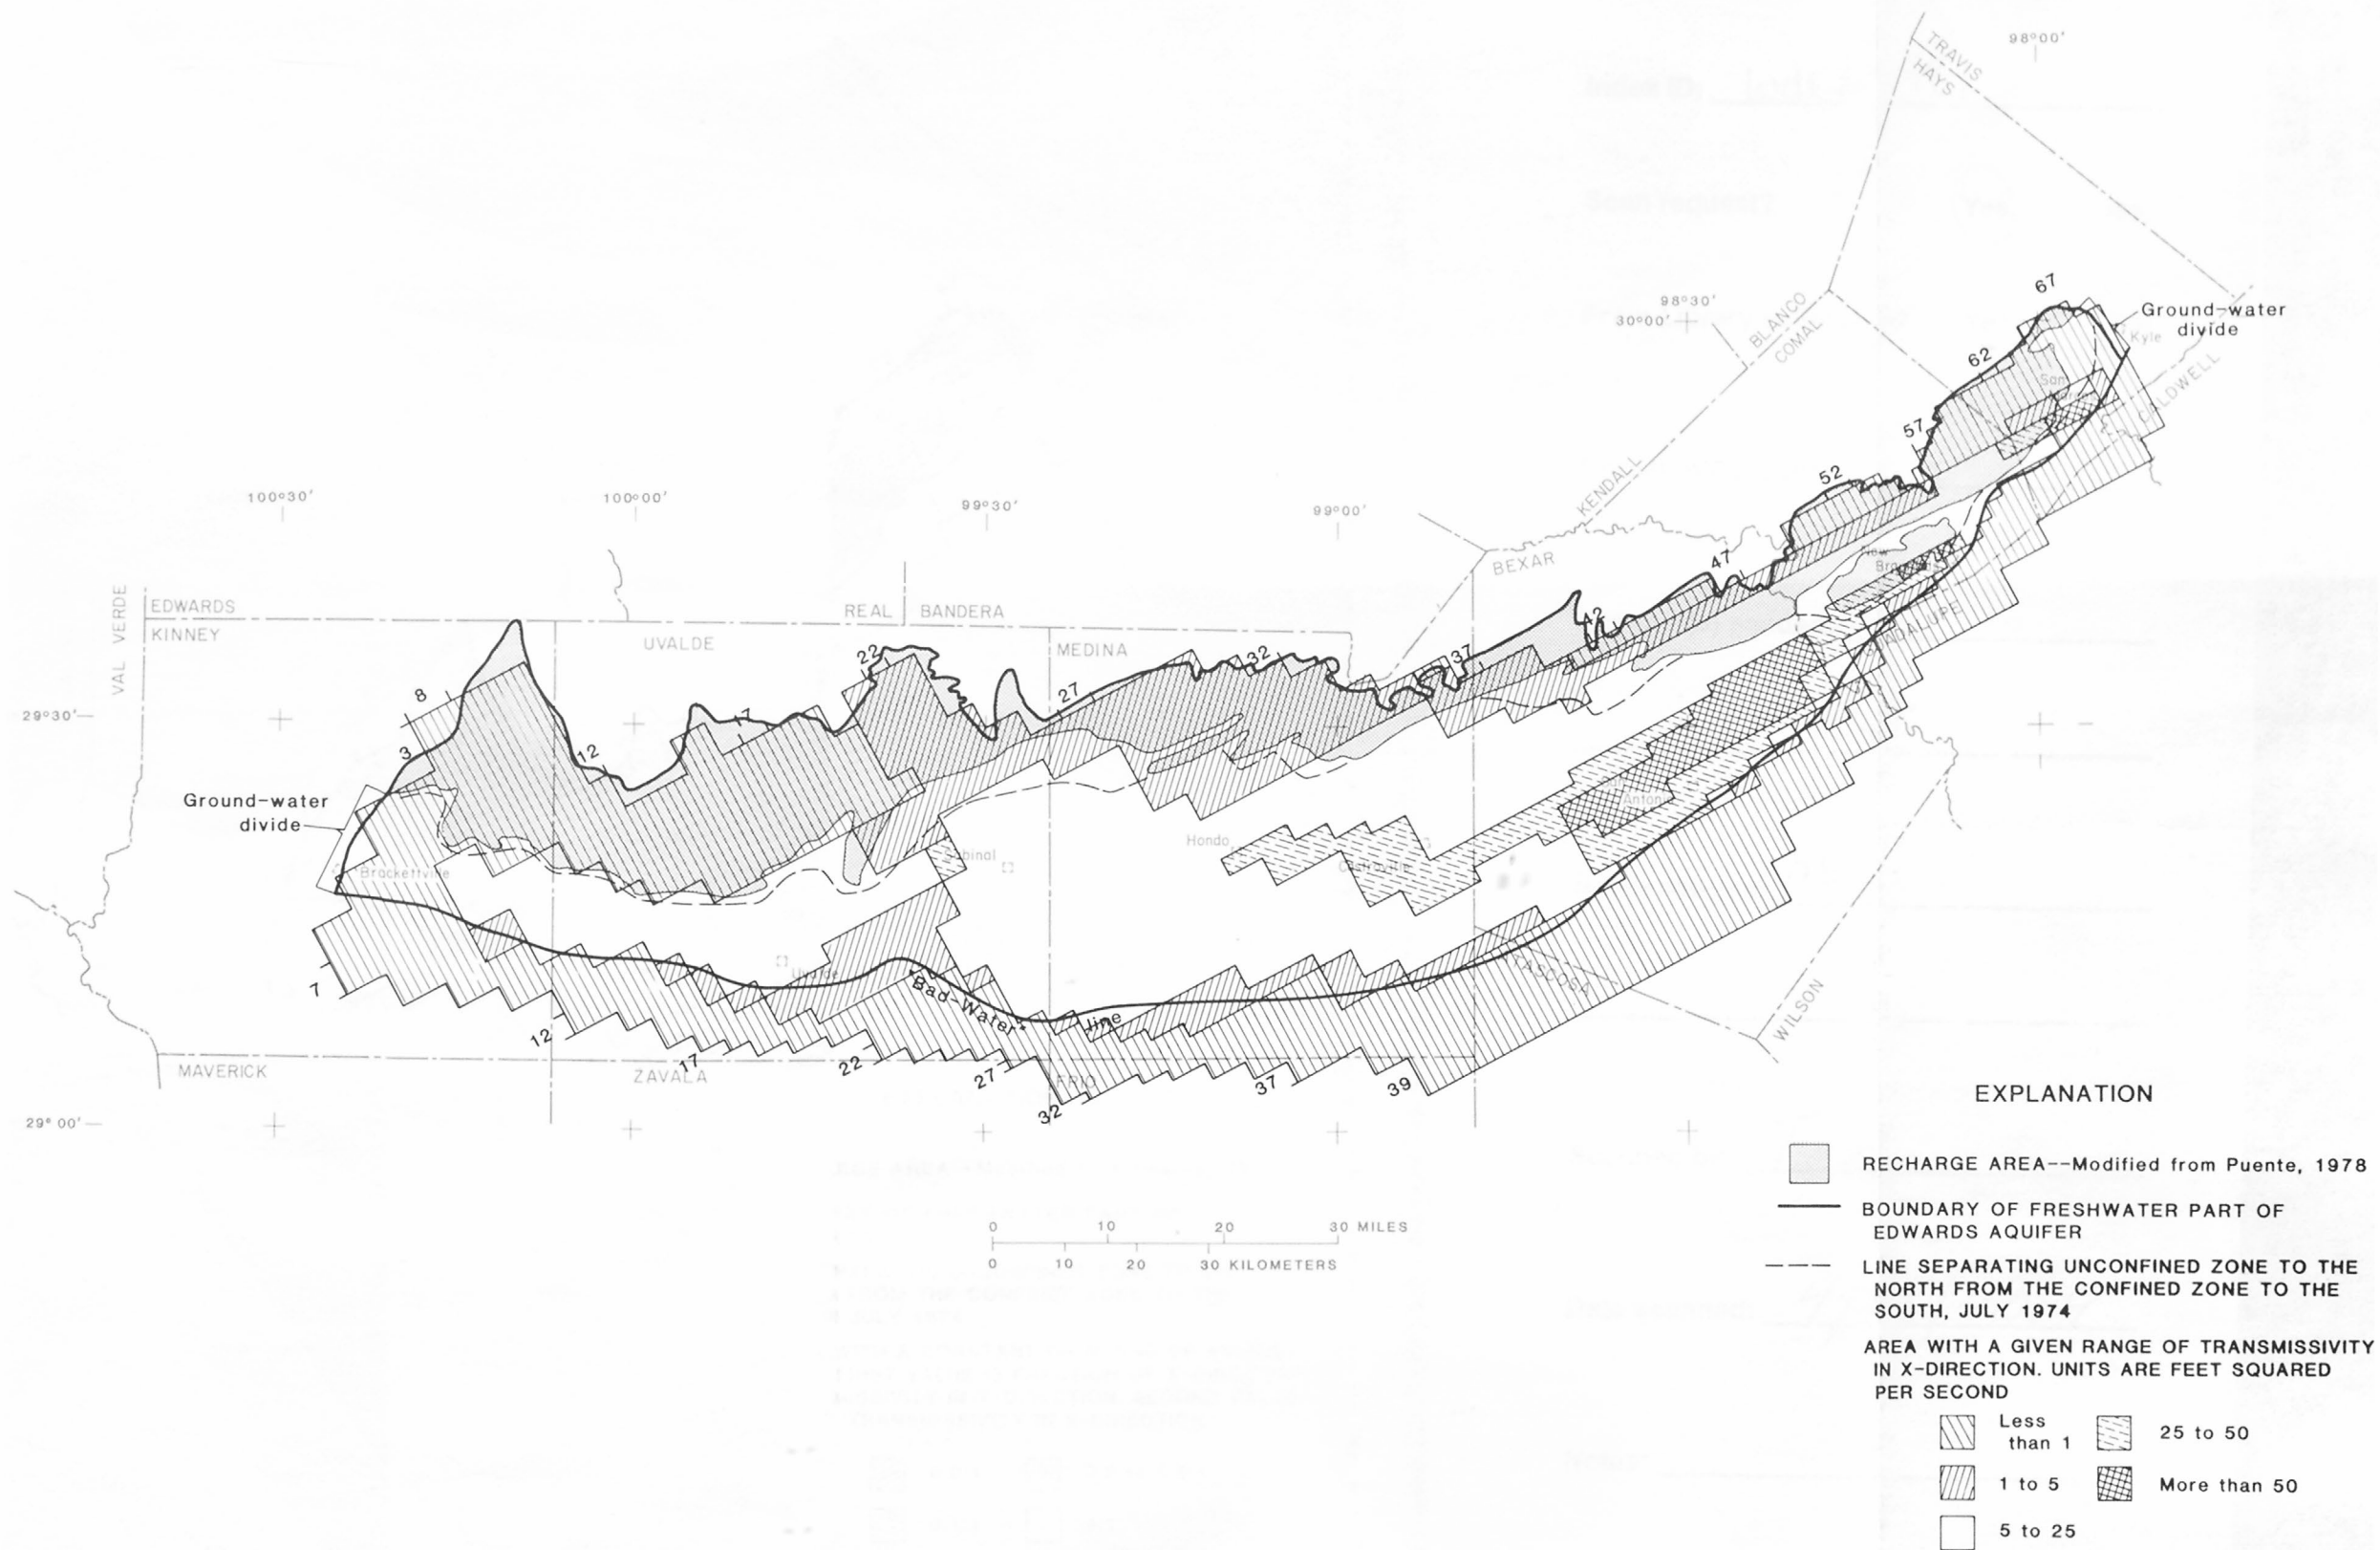 TRAVIS
HAYS
98°00'
67
Ground-water
divide
Kyle
98°30'
30°00'
BLANCO
COMAL
62
San
CALDWELL
57
52
KENDALL
100°30'
100°00'
99°30'
99°00'
BEXAR
47
New
VAL VERDE
EDWARDS
KINNEY
REAL
BANDERA
UVALDE
MEDINA
42
22
32
37
8
27
17
29°30'
3
12
Ground-water
divide
Brackettville
Sabinal
Hondo
Castroville
Antonio
GUADALUPE
Uvalde
"Bad-Water"
line
ATASCOSA
WILSON
7
12
17
22
27
32
37
39
MAVERICK
ZAVALA
FRIO
29°00'
EXPLANATION
RECHARGE AREA--Modified from Puente, 1978
BOUNDARY OF FRESHWATER PART OF
EDWARDS AQUIFER
LINE SEPARATING UNCONFINED ZONE TO THE
NORTH FROM THE CONFINED ZONE TO THE
SOUTH, JULY 1974
AREA WITH A GIVEN RANGE OF TRANSMISSIVITY
IN X-DIRECTION. UNITS ARE FEET SQUARED
PER SECOND
Less
than 1
25 to 50
1 to 5
More than 50
5 to 25
0 10 20 30 MILES
0 10 20 30 KILOMETERS